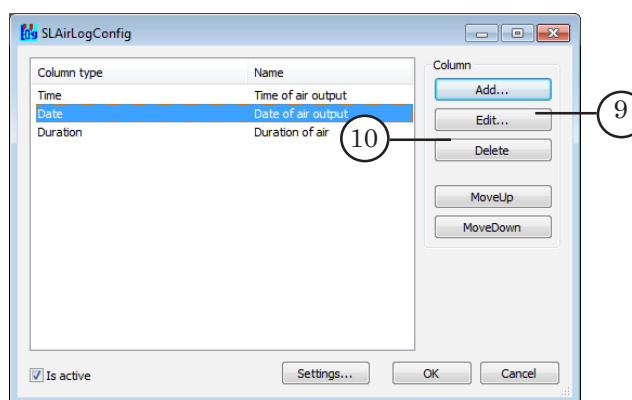 SLAirLogConfig
Column type Name
Time Time of air output
Date Date of air output
Duration Duration of air
Column
Add...
Edit...
Delete
MoveUp
MoveDown
9
10
Is active
Settings...
OK
Cancel